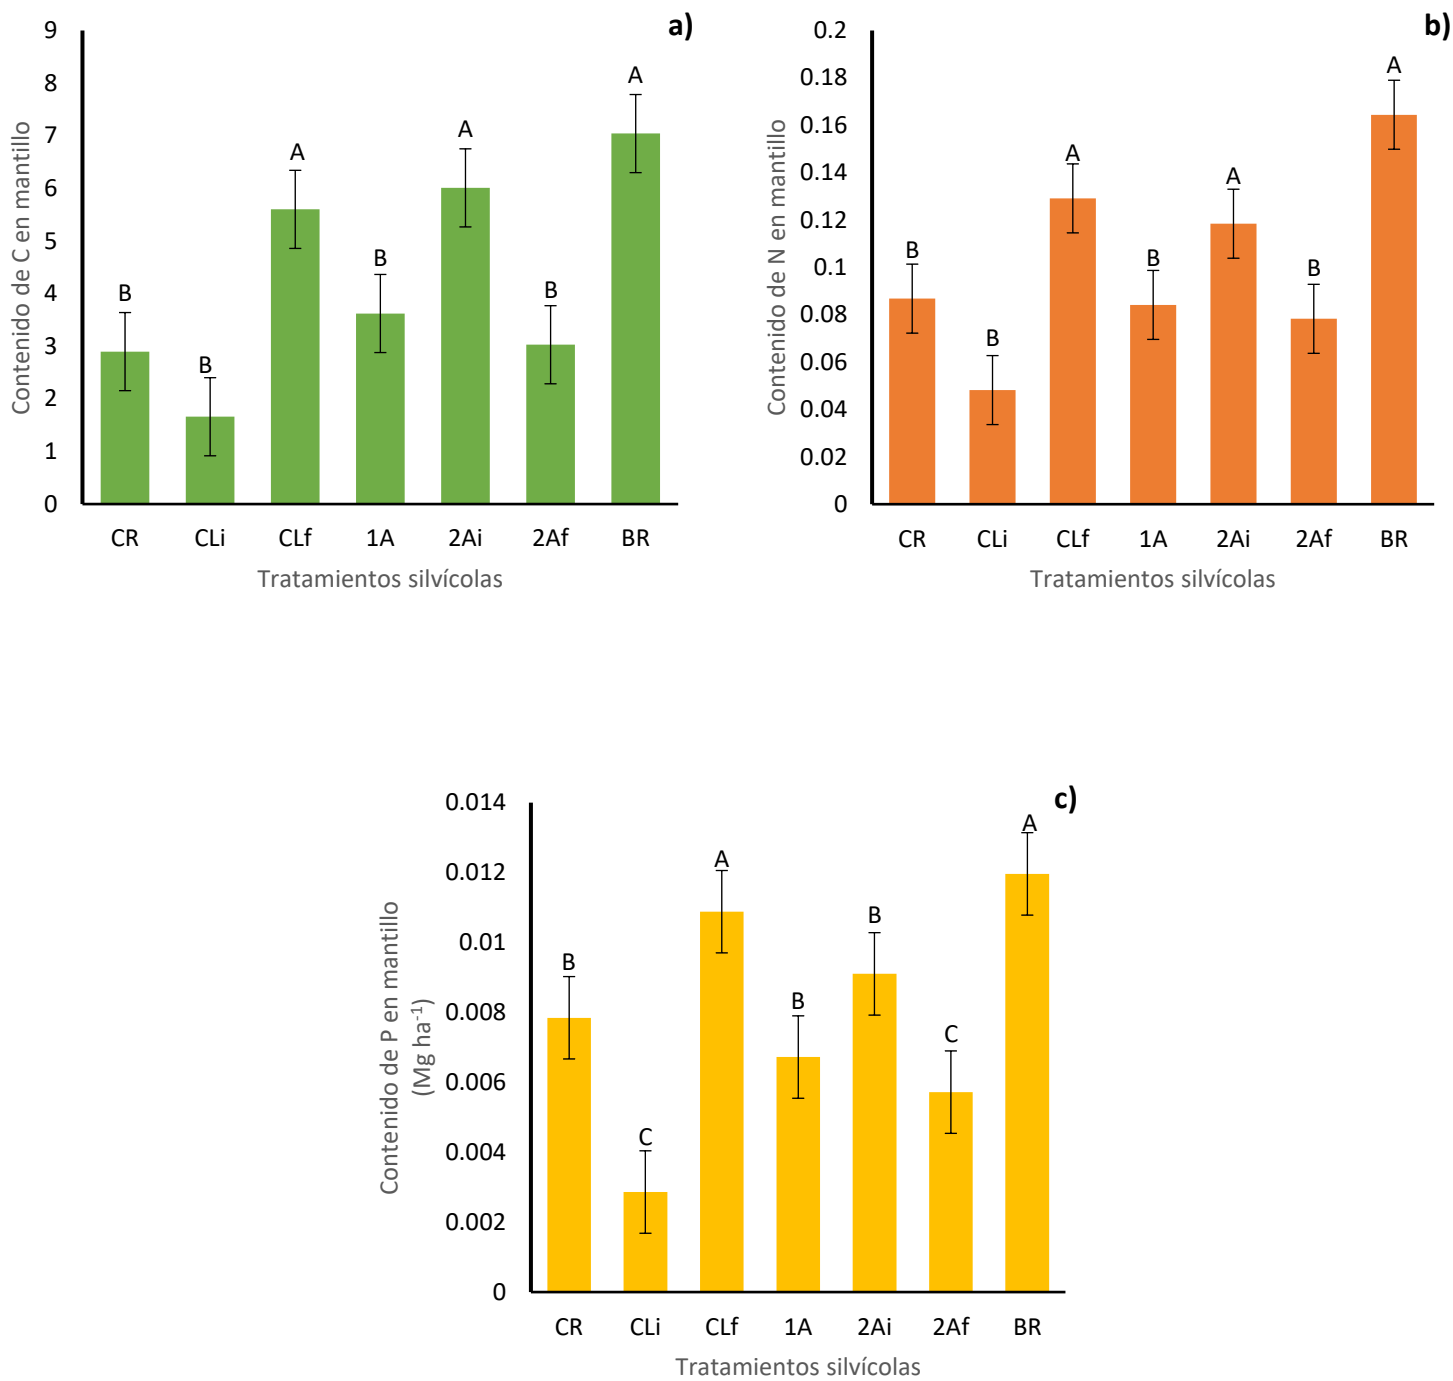 a)
Contenido de C en mantillo
9
8
7
6
5
4
3
2
1
0
B
B
A
B
A
B
A
CR CLi CLf 1A 2Ai 2Af BR
Tratamientos silvícolas
b)
Contenido de N en mantillo
0.2
0.18
0.16
0.14
0.12
0.1
0.08
0.06
0.04
0.02
0
B
B
A
B
A
B
A
CR CLi CLf 1A 2Ai 2Af BR
Tratamientos silvícolas
c)
Contenido de P en mantillo
(Mg ha⁻¹)
0.014
0.012
0.01
0.008
0.006
0.004
0.002
0
B
C
A
B
B
C
A
CR CLi CLf 1A 2Ai 2Af BR
Tratamientos silvícolas